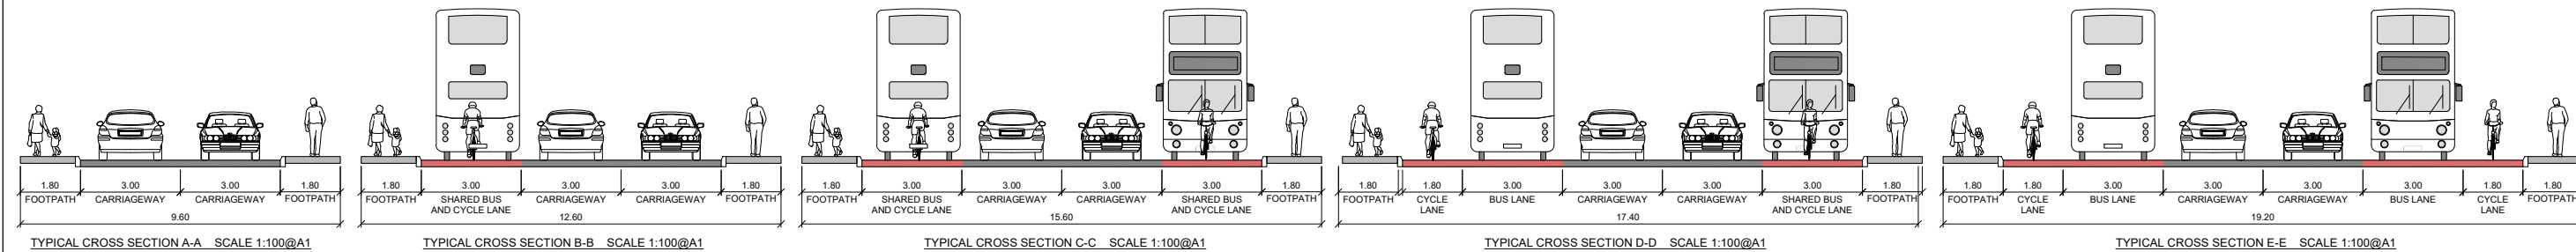 1.80 3.00 3.00 1.80
FOOTPATH CARRIAGEWAY CARRIAGEWAY FOOTPATH
9.60
TYPICAL CROSS SECTION A-A SCALE 1:100@A1
1.80 3.00 3.00 3.00 1.80
FOOTPATH SHARED BUS CARRIAGEWAY CARRIAGEWAY FOOTPATH
AND CYCLE LANE
12.60
TYPICAL CROSS SECTION B-B SCALE 1:100@A1
1.80 3.00 3.00 3.00 3.00 1.80
FOOTPATH SHARED BUS CARRIAGEWAY CARRIAGEWAY SHARED BUS FOOTPATH
AND CYCLE LANE AND CYCLE LANE
15.60
TYPICAL CROSS SECTION C-C SCALE 1:100@A1
1.80 1.80 3.00 3.00 3.00 3.00 1.80
FOOTPATH CYCLE BUS LANE CARRIAGEWAY CARRIAGEWAY SHARED BUS FOOTPATH
LANE AND CYCLE LANE
17.40
TYPICAL CROSS SECTION D-D SCALE 1:100@A1
1.80 1.80 3.00 3.00 3.00 3.00 1.80 1.80
FOOTPATH CYCLE BUS LANE CARRIAGEWAY CARRIAGEWAY BUS LANE CYCLE FOOTPATH
LANE LANE
19.20
TYPICAL CROSS SECTION E-E SCALE 1:100@A1